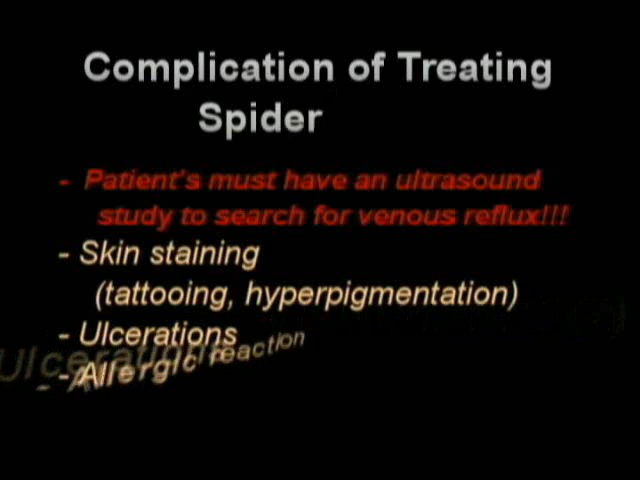 Complication of Treating
Spider
- Patient's must have an ultrasound
study to search for venous reflux!!!
- Skin staining
(tattooing, hyperpigmentation)
- Ulcerations
Ulcerations
- Allergic reaction